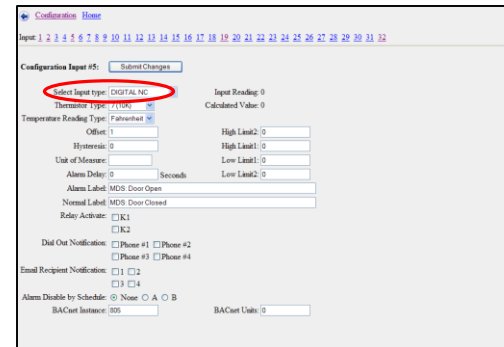 Configuration Home
Input: 1 2 3 4 5 6 7 8 9 10 11 12 13 14 15 16 17 18 19 20 21 22 23 24 25 26 27 28 29 30 31 32
Configuration Input #5: Submit Changes
Select Input type: DIGITAL NC Input Reading: 0
Thermistor Type: 7(10K) Calculated Value: 0
Temperature Reading Type: Fahrenheit
Offset: 1 High Limit2: 0
Hysteresis: 0 High Limit1: 0
Unit of Measure: Low Limit1: 0
Alarm Delay: 0 Seconds Low Limit2: 0
Alarm Label: MDS: Door Open
Normal Label: MDS: Door Closed
Relay Activate: K1
K2
Dial Out Notification: Phone #1 Phone #2
Phone #3 Phone #4
Email Recipient Notification: 1 2
3 4
Alarm Disable by Schedule: None A B
BACnet Instance: 805 BACnet Units: 0